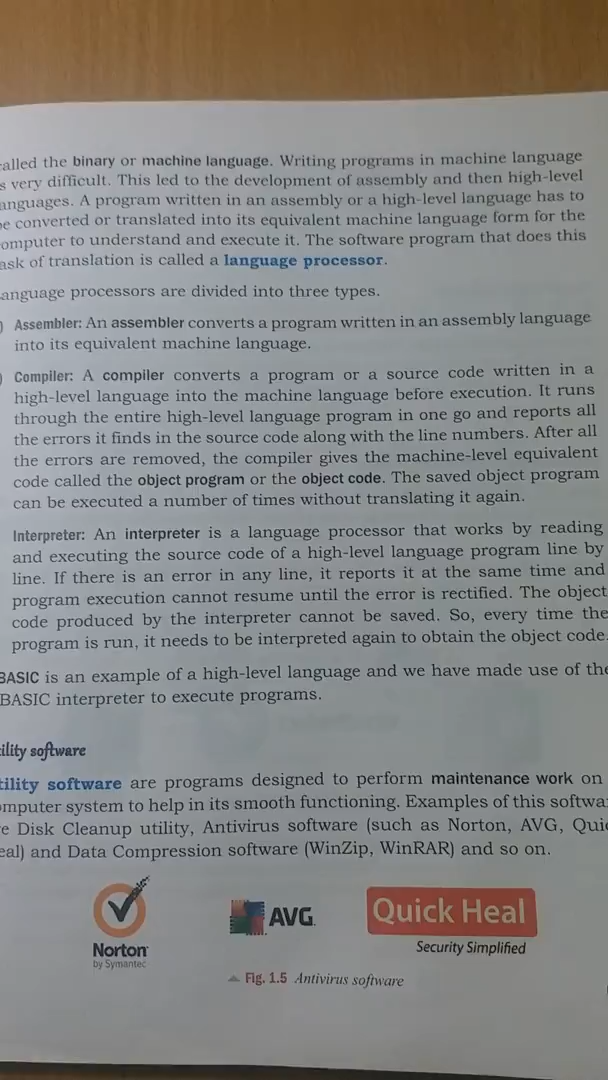 called the binary or machine language. Writing programs in machine language
s very difficult. This led to the development of assembly and then high-level
anguages. A program written in an assembly or a high-level language has to
e converted or translated into its equivalent machine language form for the
omputer to understand and execute it. The software program that does this
ask of translation is called a language processor.
anguage processors are divided into three types.
) Assembler: An assembler converts a program written in an assembly language
into its equivalent machine language.
) Compiler: A compiler converts a program or a source code written in a
high-level language into the machine language before execution. It runs
through the entire high-level language program in one go and reports all
the errors it finds in the source code along with the line numbers. After all
the errors are removed, the compiler gives the machine-level equivalent
code called the object program or the object code. The saved object program
can be executed a number of times without translating it again.
Interpreter: An interpreter is a language processor that works by reading
and executing the source code of a high-level language program line by
line. If there is an error in any line, it reports it at the same time and
program execution cannot resume until the error is rectified. The object
code produced by the interpreter cannot be saved. So, every time the
program is run, it needs to be interpreted again to obtain the object code.
BASIC is an example of a high-level language and we have made use of the
BASIC interpreter to execute programs.
ility software
tility software are programs designed to perform maintenance work on
omputer system to help in its smooth functioning. Examples of this softwa
e Disk Cleanup utility, Antivirus software (such as Norton, AVG, Quic
eal) and Data Compression software (WinZip, WinRAR) and so on.
Norton
by Symantec
AVG
Quick Heal
Security Simplified
Fig. 1.5 Antivirus software